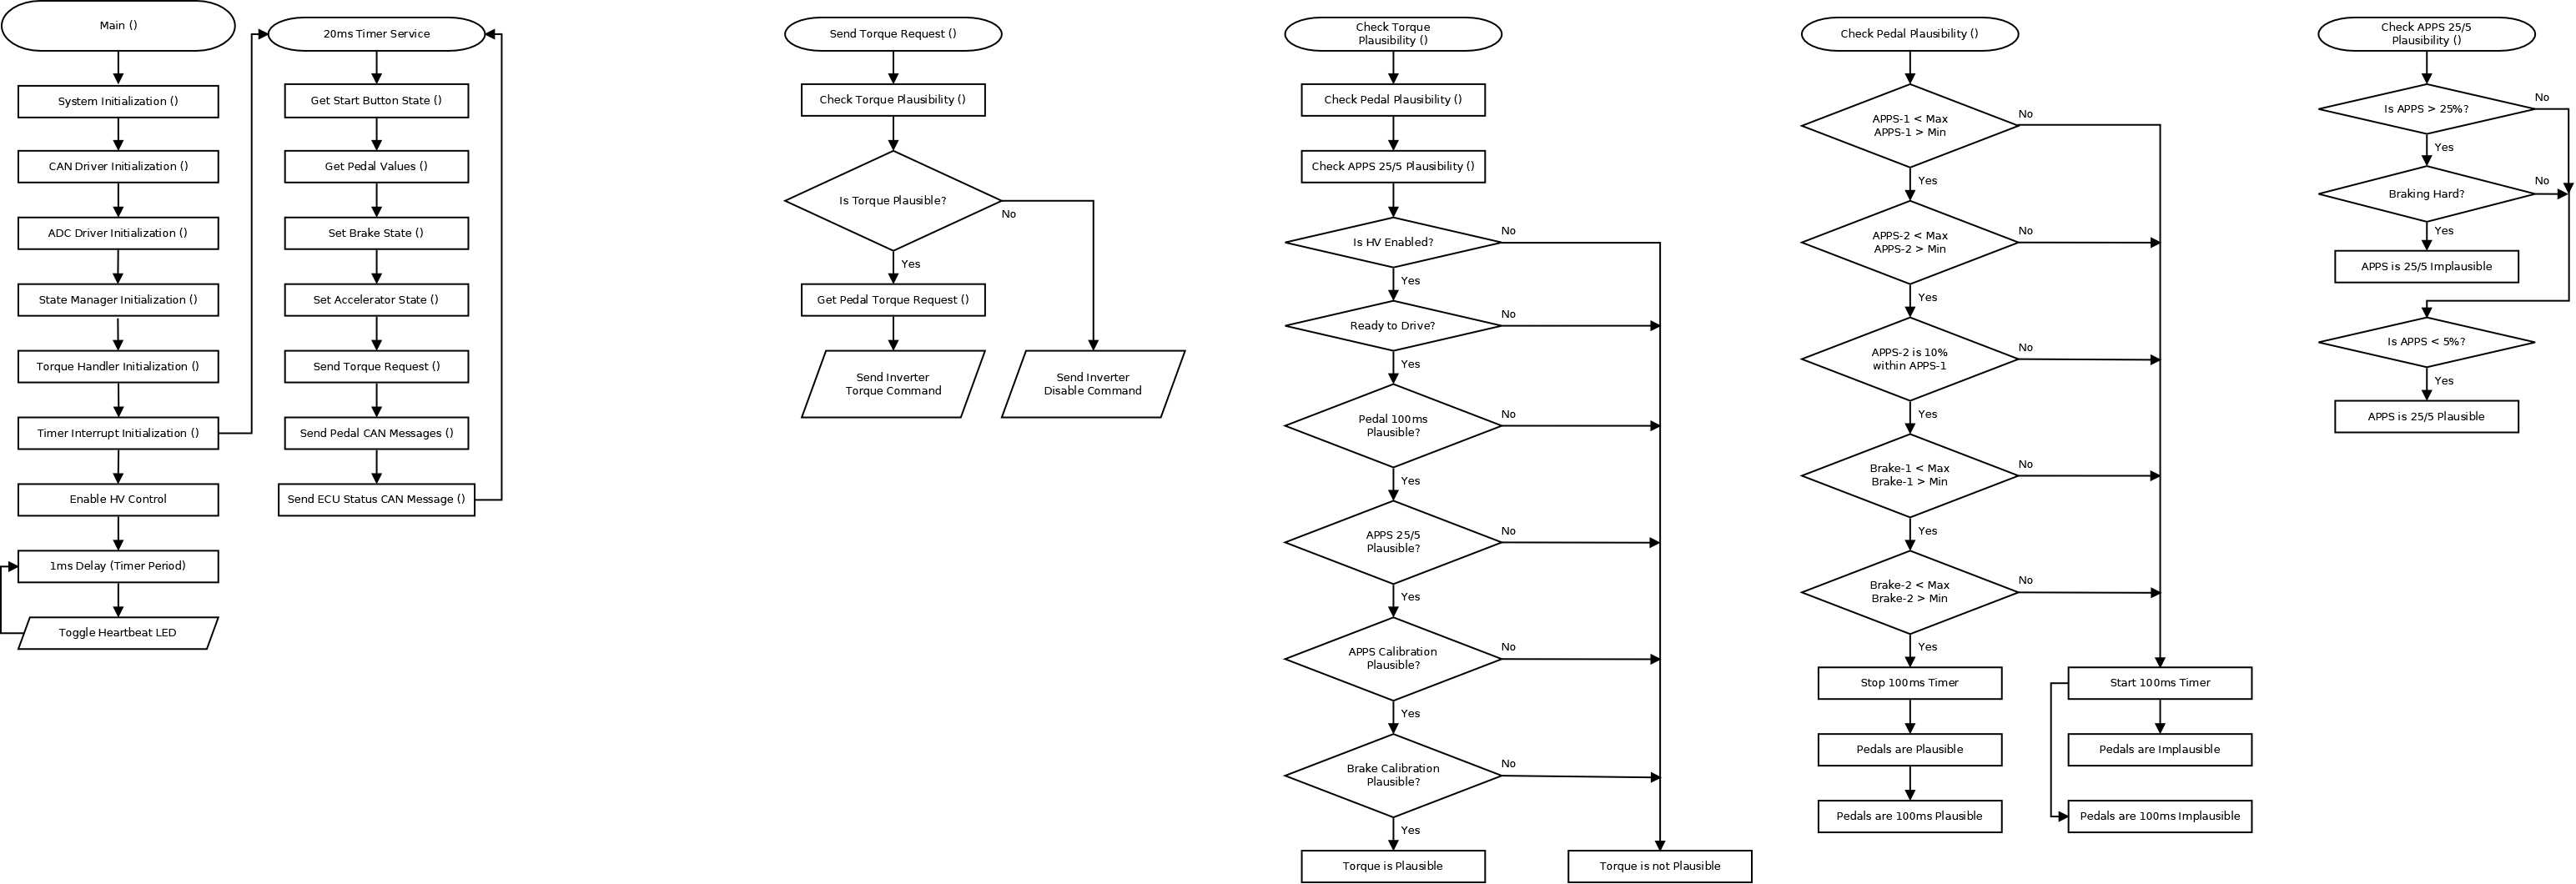 Main ()
System Initialization ()
CAN Driver Initialization ()
ADC Driver Initialization ()
State Manager Initialization ()
Torque Handler Initialization ()
Timer Interrupt Initialization ()
Enable HV Control
1ms Delay (Timer Period)
Toggle Heartbeat LED
20ms Timer Service
Get Start Button State ()
Get Pedal Values ()
Set Brake State ()
Set Accelerator State ()
Send Torque Request ()
Send Pedal CAN Messages ()
Send ECU Status CAN Message ()
Send Torque Request ()
Check Torque Plausibility ()
Is Torque Plausible?
No
Yes
Get Pedal Torque Request ()
Send Inverter
Torque Command
Send Inverter
Disable Command
Check Torque
Plausibility ()
Check Pedal Plausibility ()
Check APPS 25/5 Plausibility ()
Is HV Enabled?
No
Yes
Ready to Drive?
No
Yes
Pedal 100ms
Plausible?
No
Yes
APPS 25/5
Plausible?
No
Yes
APPS Calibration
Plausible?
No
Yes
Brake Calibration
Plausible?
No
Yes
Torque is Plausible
Torque is not Plausible
Check Pedal Plausibility ()
APPS-1 < Max
APPS-1 > Min
No
Yes
APPS-2 < Max
APPS-2 > Min
No
Yes
APPS-2 is 10%
within APPS-1
No
Yes
Brake-1 < Max
Brake-1 > Min
No
Yes
Brake-2 < Max
Brake-2 > Min
No
Yes
Stop 100ms Timer
Pedals are Plausible
Pedals are 100ms Plausible
Start 100ms Timer
Pedals are Implausible
Pedals are 100ms Implausible
Check APPS 25/5
Plausibility ()
Is APPS > 25%?
No
Yes
Braking Hard?
No
Yes
APPS is 25/5 Implausible
Is APPS < 5%?
Yes
APPS is 25/5 Plausible